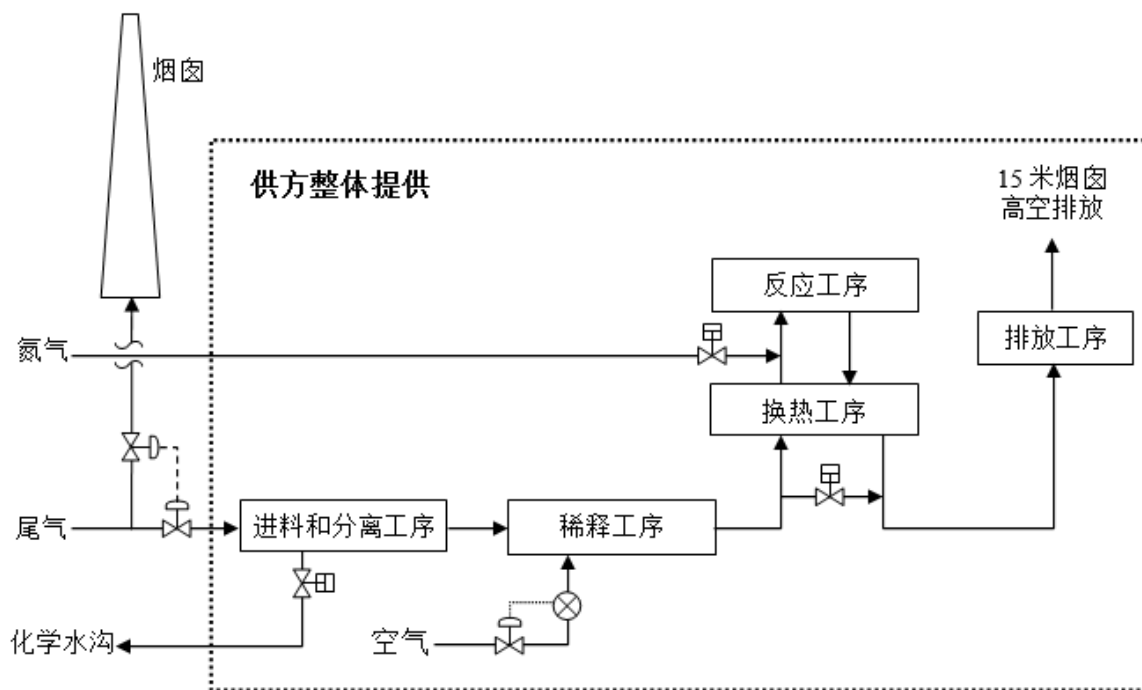 烟囱
供方整体提供
15 米烟囱
高空排放
反应工序
氮气
排放工序
换热工序
尾气
进料和分离工序
稀释工序
化学水沟
空气